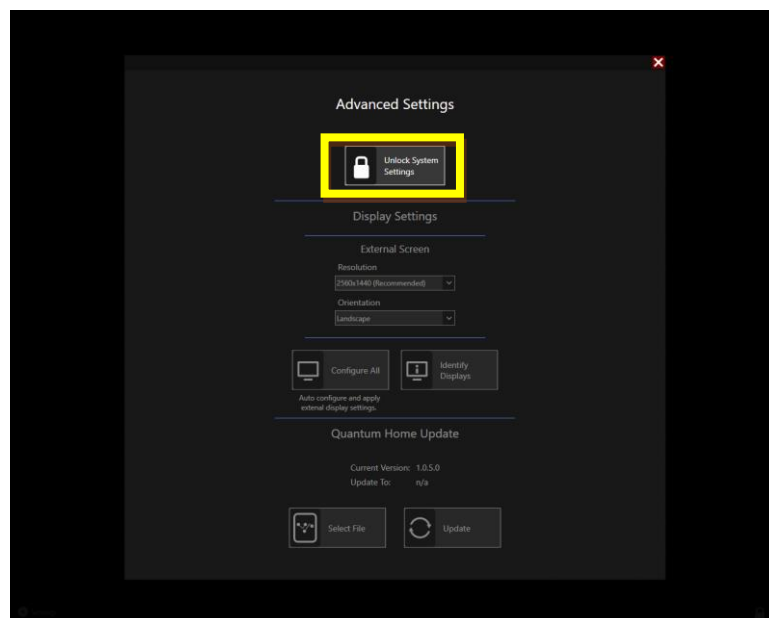 Advanced Settings
Unlock System
Settings
Display Settings
External Screen
Resolution
2560x1440 (Recommended)
Orientation
Landscape
Configure All
Identify
Displays
Auto configure and apply
extenal display settings.
Quantum Home Update
Current Version: 1.0.5.0
Update To: n/a
Select File
Update